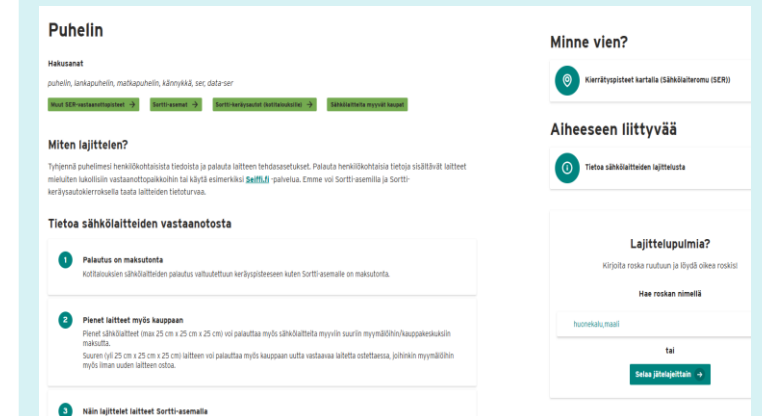 Puhelin
Hakusanat
puhelin, lankapuhelin, matkapuhelin, kännykkä, ser, data-ser
Muut SER-vastaanottopisteet →
Sortti-asemat →
Sortti-keräysautot (kotitalouksille) →
Sähkölaitteita myyvät kaupat
Miten lajittelen?
Tyhjennä puhelimesi henkilökohtaisista tiedoista ja palauta laitteen tehdasasetukset. Palauta henkilökohtaisia tietoja sisältävät laitteet
mieluiten lukollisiin vastaanottopaikkoihin tai käytä esimerkiksi Seiffi.fi -palvelua. Emme voi Sortti-asemilla ja Sortti-
keräysautokierroksella taata laitteiden tietoturvaa.
Tietoa sähkölaitteiden vastaanotosta
1 Palautus on maksutonta
Kotitalouksien sähkölaitteiden palautus valtuutettuun keräyspisteeseen kuten Sortti-asemalle on maksutonta.
2 Pienet laitteet myös kauppaan
Pienet sähkölaitteet (max 25 cm x 25 cm x 25 cm) voi palauttaa myös sähkölaitteita myyviin suuriin myymälöihin/kauppakeskuksiin
maksutta.
Suuren (yli 25 cm x 25 cm x 25 cm) laitteen voi palauttaa myös kauppaan uutta vastaavaa laitetta ostettaessa, joihinkin myymälöihin
myös ilman uuden laitteen ostoa.
3 Näin lajittelet laitteet Sortti-asemalla
Minne vien?
Kierrätyspisteet kartalla (Sähkölaiteromu (SER))
Aiheeseen liittyvää
Tietoa sähkölaitteiden lajittelusta
Lajittelupulmia?
Kirjoita roska ruutuun ja löydä oikea roskis!
Hae roskan nimellä
huonekalu,maali
tai
Selaa jätelajeittain →